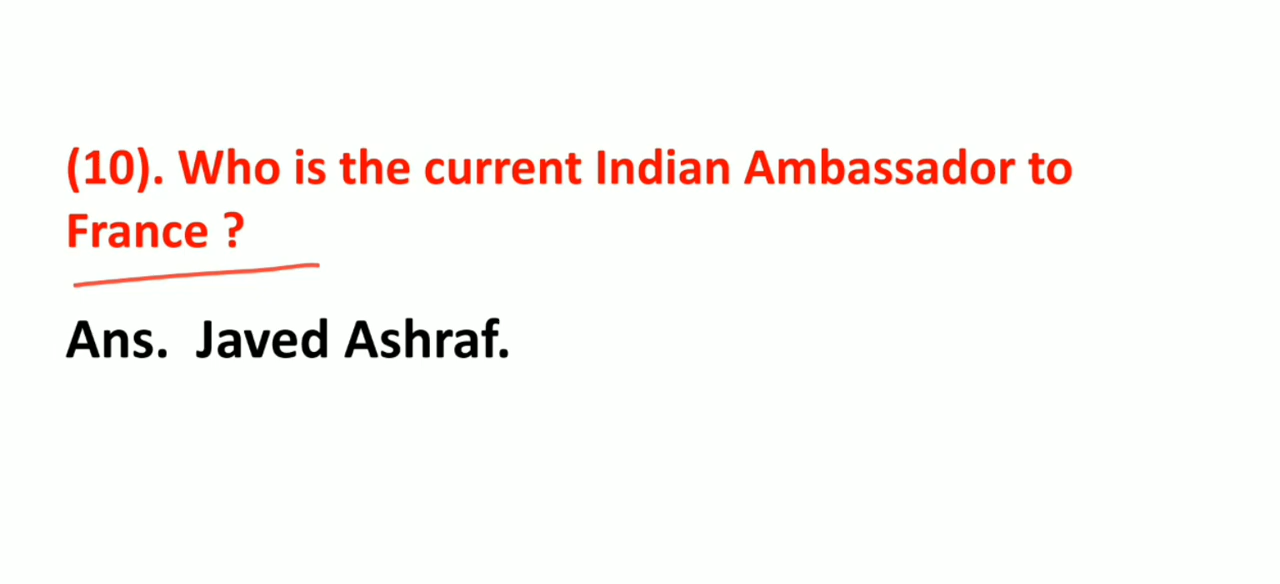 (10). Who is the current Indian Ambassador to
France ?
Ans.  Javed Ashraf.